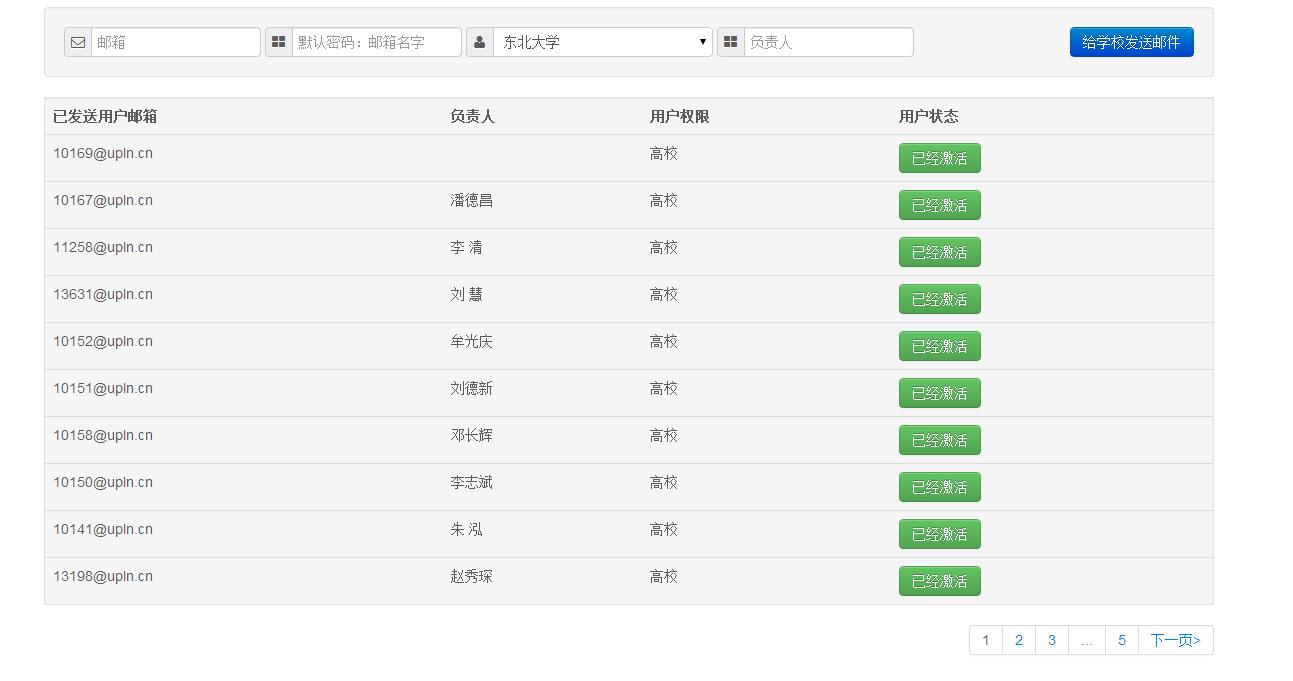 邮箱 默认密码：邮箱名字 东北大学 负责人 给学校发送邮件
已发送用户邮箱 负责人 用户权限 用户状态
10169@upln.cn 高校 已经激活
10167@upln.cn 潘德昌 高校 已经激活
11258@upln.cn 李 清 高校 已经激活
13631@upln.cn 刘 慧 高校 已经激活
10152@upln.cn 牟光庆 高校 已经激活
10151@upln.cn 刘德新 高校 已经激活
10158@upln.cn 邓长辉 高校 已经激活
10150@upln.cn 李志斌 高校 已经激活
10141@upln.cn 朱 泓 高校 已经激活
13198@upln.cn 赵秀琛 高校 已经激活
1 2 3 ... 5 下一页>